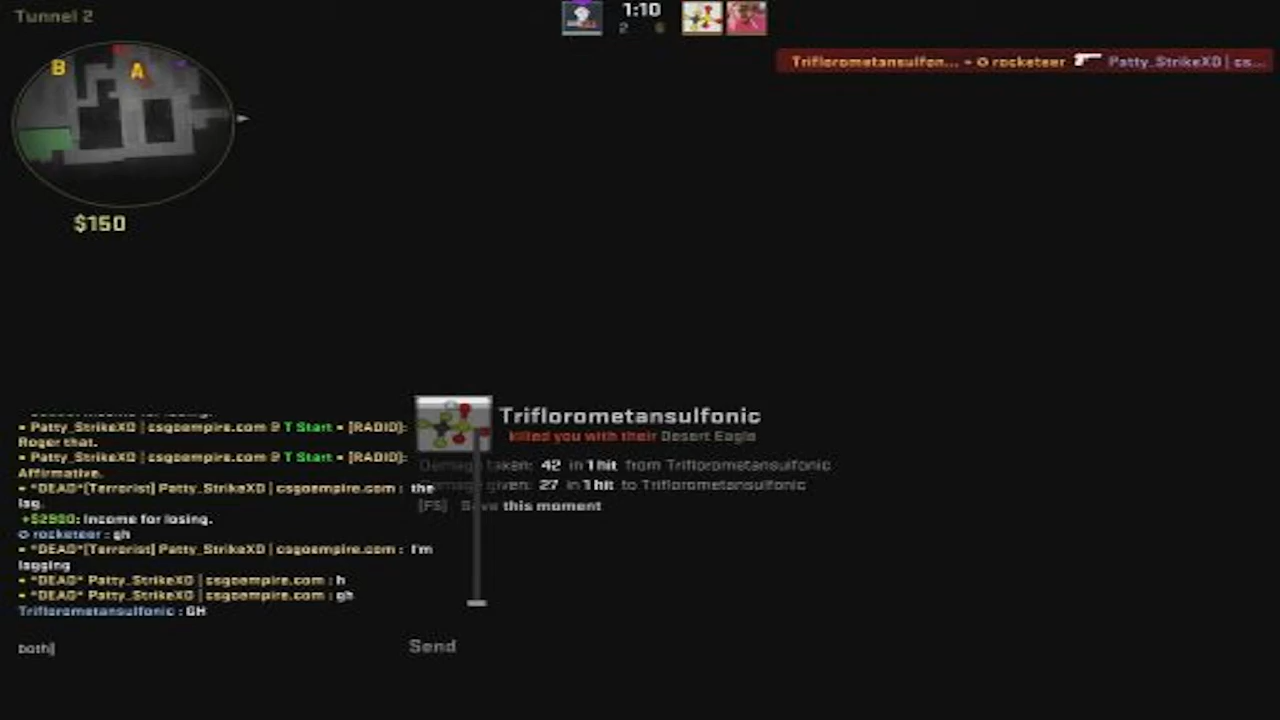 Tunnel 2
1:10
2 6
B
A
Triflorometansulfon... + rocketeer Patty_StrikeXD | cs...
$150
Income for losing.
Patty_StrikeXD | csgoempire.com @ T Start - [RADIO]:
Roger that.
Patty_StrikeXD | csgoempire.com @ T Start - [RADIO]:
Affirmative.
*DEAD*[Terrorist] Patty_StrikeXD | csgoempire.com : the
lag.
+$2900: Income for losing.
rocketeer : gh
*DEAD*[Terrorist] Patty_StrikeXD | csgoempire.com : I'm
lagging
*DEAD* Patty_StrikeXD | csgoempire.com : h
*DEAD* Patty_StrikeXD | csgoempire.com : gh
Triflorometansulfonic : GH
both
Send
Triflorometansulfonic
killed you with their Desert Eagle
Damage taken: 42 in 1 hit from Triflorometansulfonic
Damage given: 27 in 1 hit to Triflorometansulfonic
[F5] Save this moment